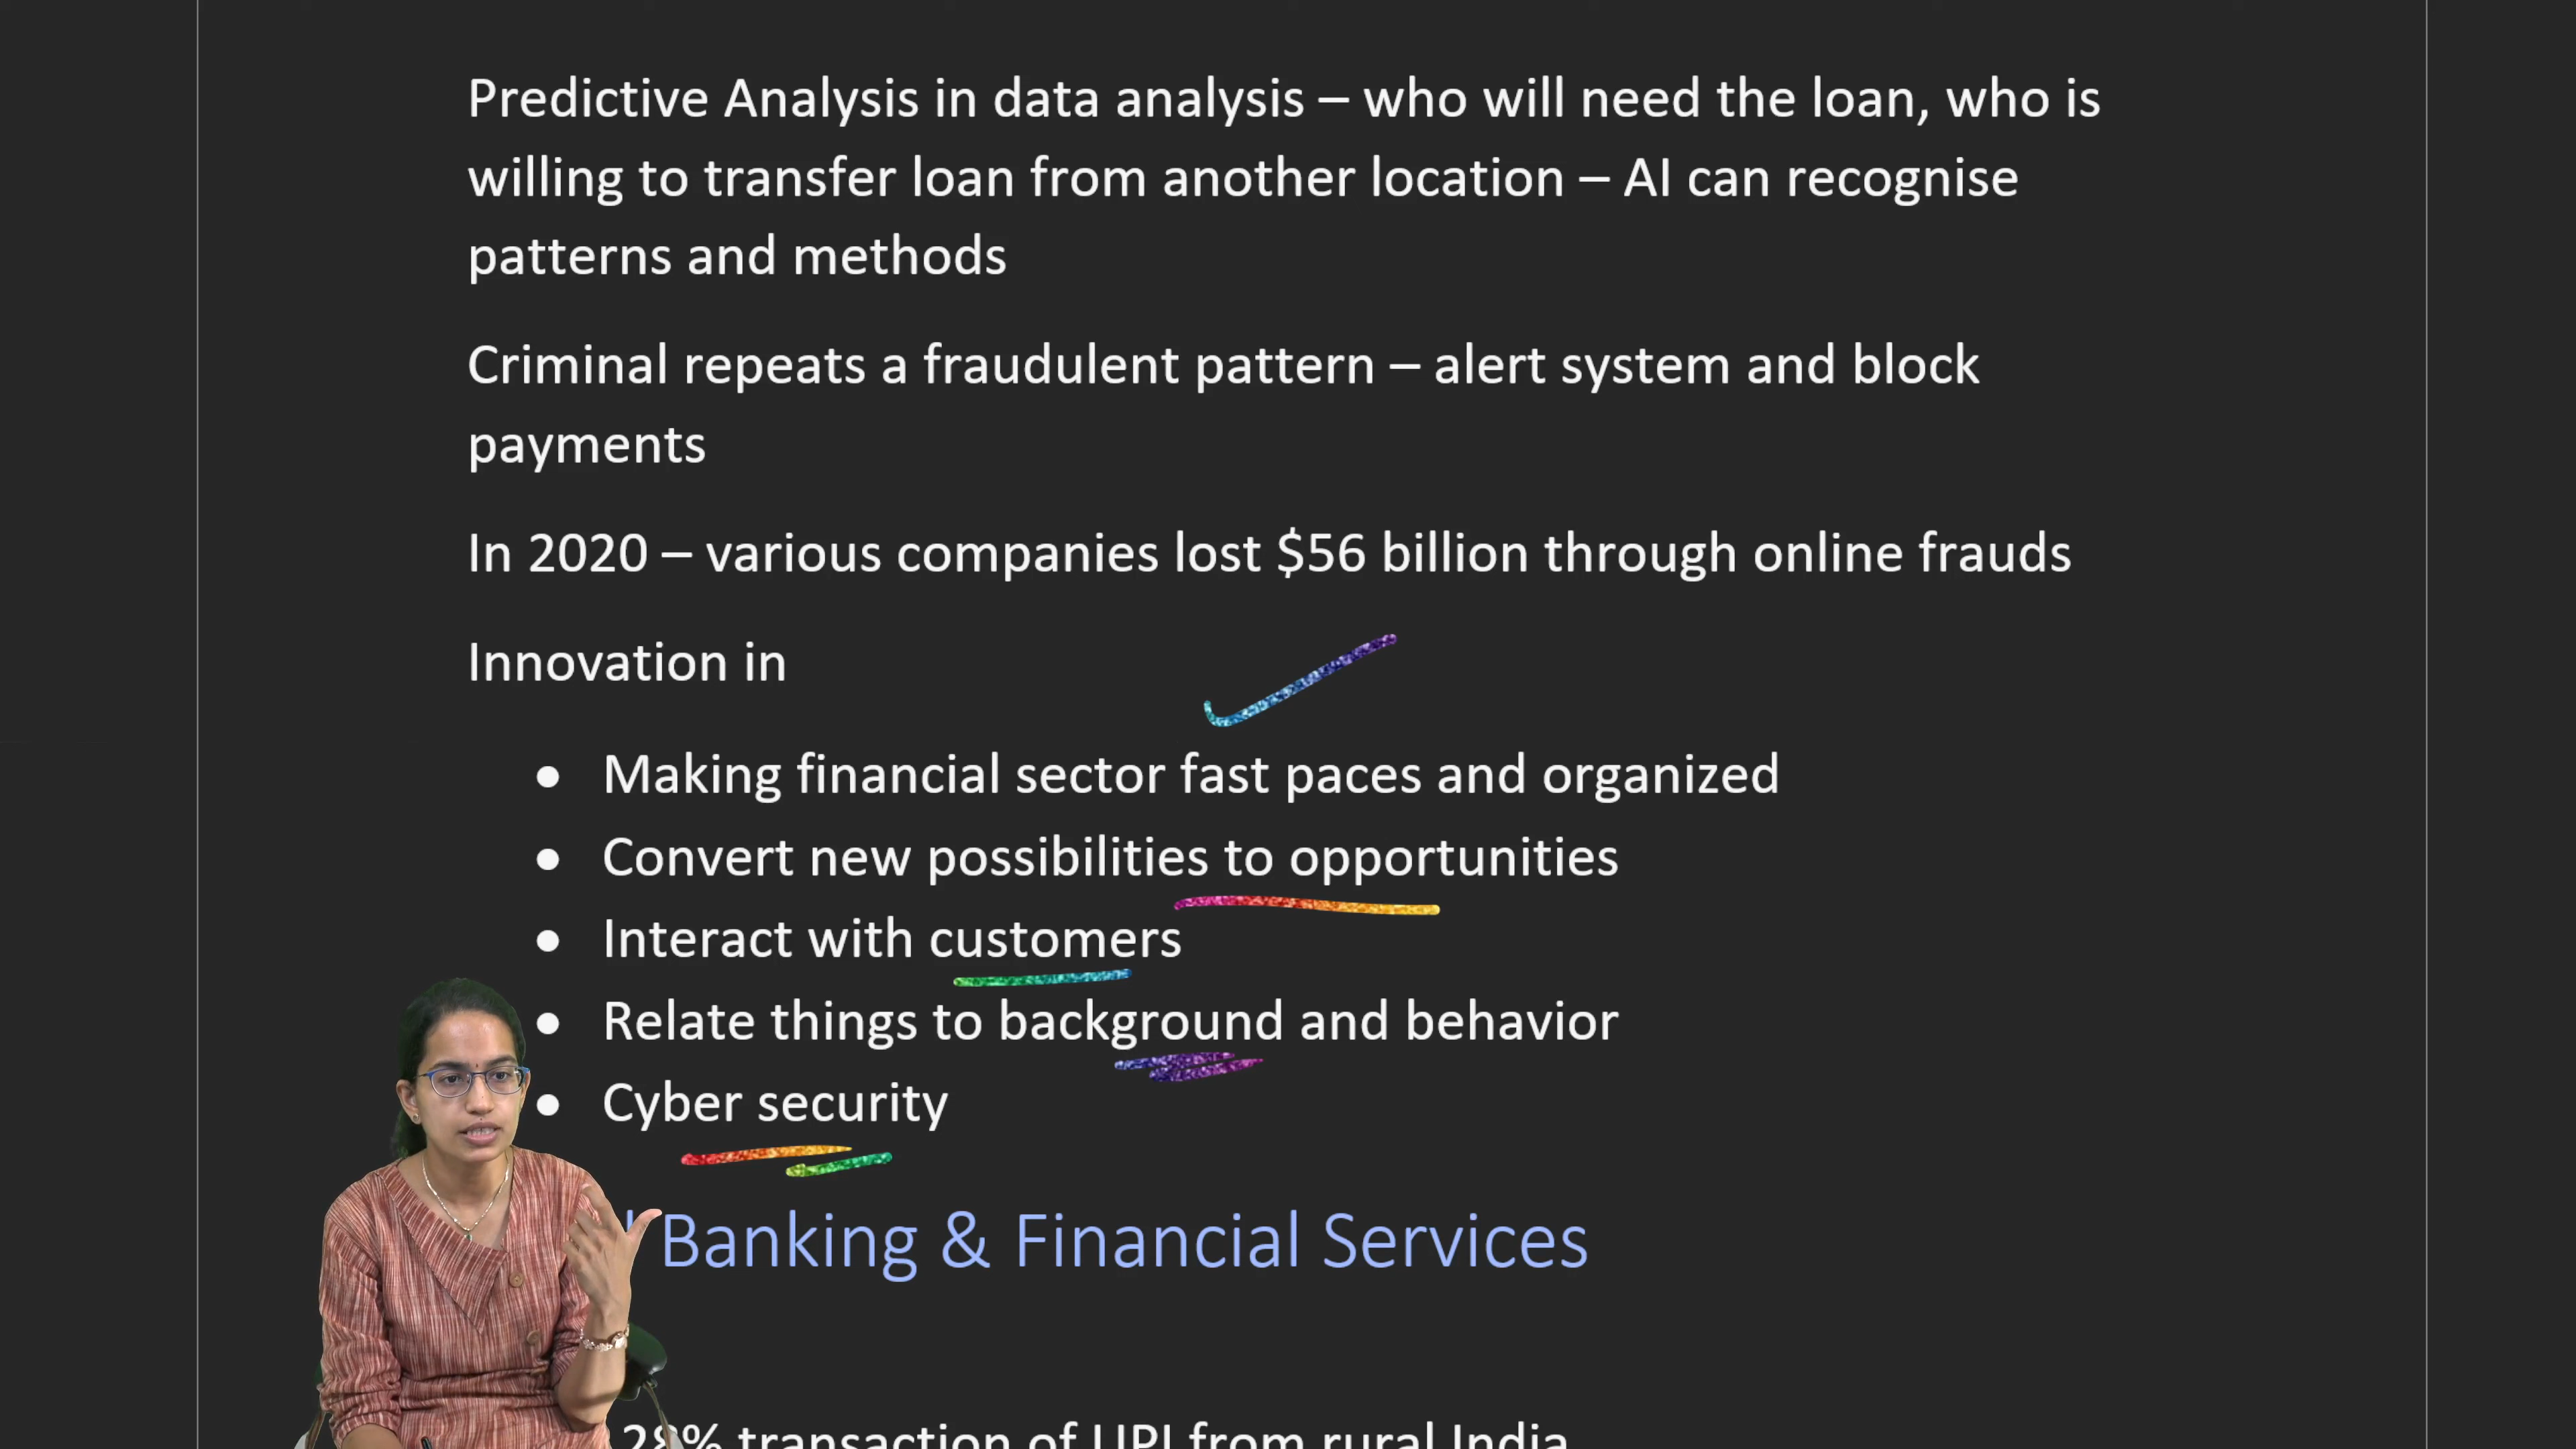 Predictive Analysis in data analysis – who will need the loan, who is
willing to transfer loan from another location – AI can recognise
patterns and methods
Criminal repeats a fraudulent pattern – alert system and block
payments
In 2020 – various companies lost $56 billion through online frauds
Innovation in
● Making financial sector fast paces and organized
● Convert new possibilities to opportunities
● Interact with customers
● Relate things to background and behavior
● Cyber security
Banking & Financial Services
28% transaction of UPI from rural India